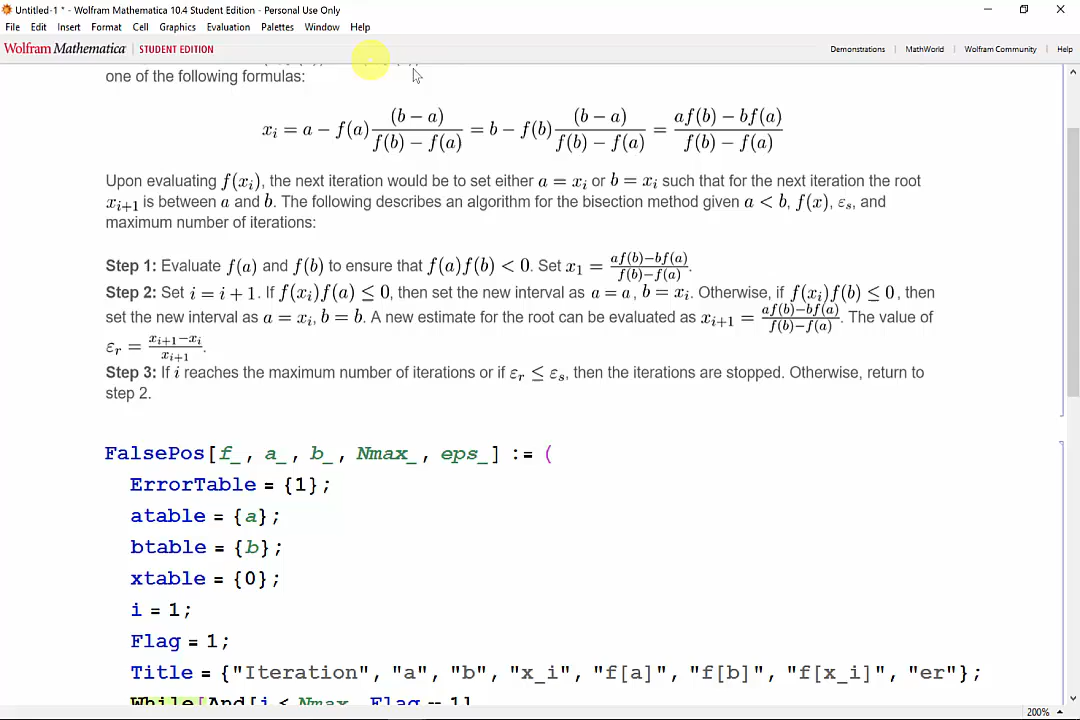 Untitled-1 * - Wolfram Mathematica 10.4 Student Edition - Personal Use Only
File Edit Insert Format Cell Graphics Evaluation Palettes Window Help
Wolfram Mathematica | STUDENT EDITION Demonstrations MathWorld Wolfram Community Help
one of the following formulas:
x_i = a − f(a) (b − a)/(f(b) − f(a)) = b − f(b) (b − a)/(f(b) − f(a)) = (af(b) − bf(a))/(f(b) − f(a))
Upon evaluating f(x_i), the next iteration would be to set either a = x_i or b = x_i such that for the next iteration the root
x_{i+1} is between a and b. The following describes an algorithm for the bisection method given a < b, f(x), ε_s, and
maximum number of iterations:
Step 1: Evaluate f(a) and f(b) to ensure that f(a)f(b) < 0. Set x_1 = (af(b)−bf(a))/(f(b)−f(a)).
Step 2: Set i = i + 1. If f(x_i)f(a) ≤ 0, then set the new interval as a = a, b = x_i. Otherwise, if f(x_i)f(b) ≤ 0, then
set the new interval as a = x_i, b = b. A new estimate for the root can be evaluated as x_{i+1} = (af(b)−bf(a))/(f(b)−f(a)). The value of
ε_r = (x_{i+1}−x_i)/x_{i+1}.
Step 3: If i reaches the maximum number of iterations or if ε_r ≤ ε_s, then the iterations are stopped. Otherwise, return to
step 2.
FalsePos[f_, a_, b_, Nmax_, eps_] := (
ErrorTable = {1};
atable = {a};
btable = {b};
xtable = {0};
i = 1;
Flag = 1;
Title = {"Iteration", "a", "b", "x_i", "f[a]", "f[b]", "f[x_i]", "er"};
While[And[i ≤ Nmax, Flag == 1],
200%